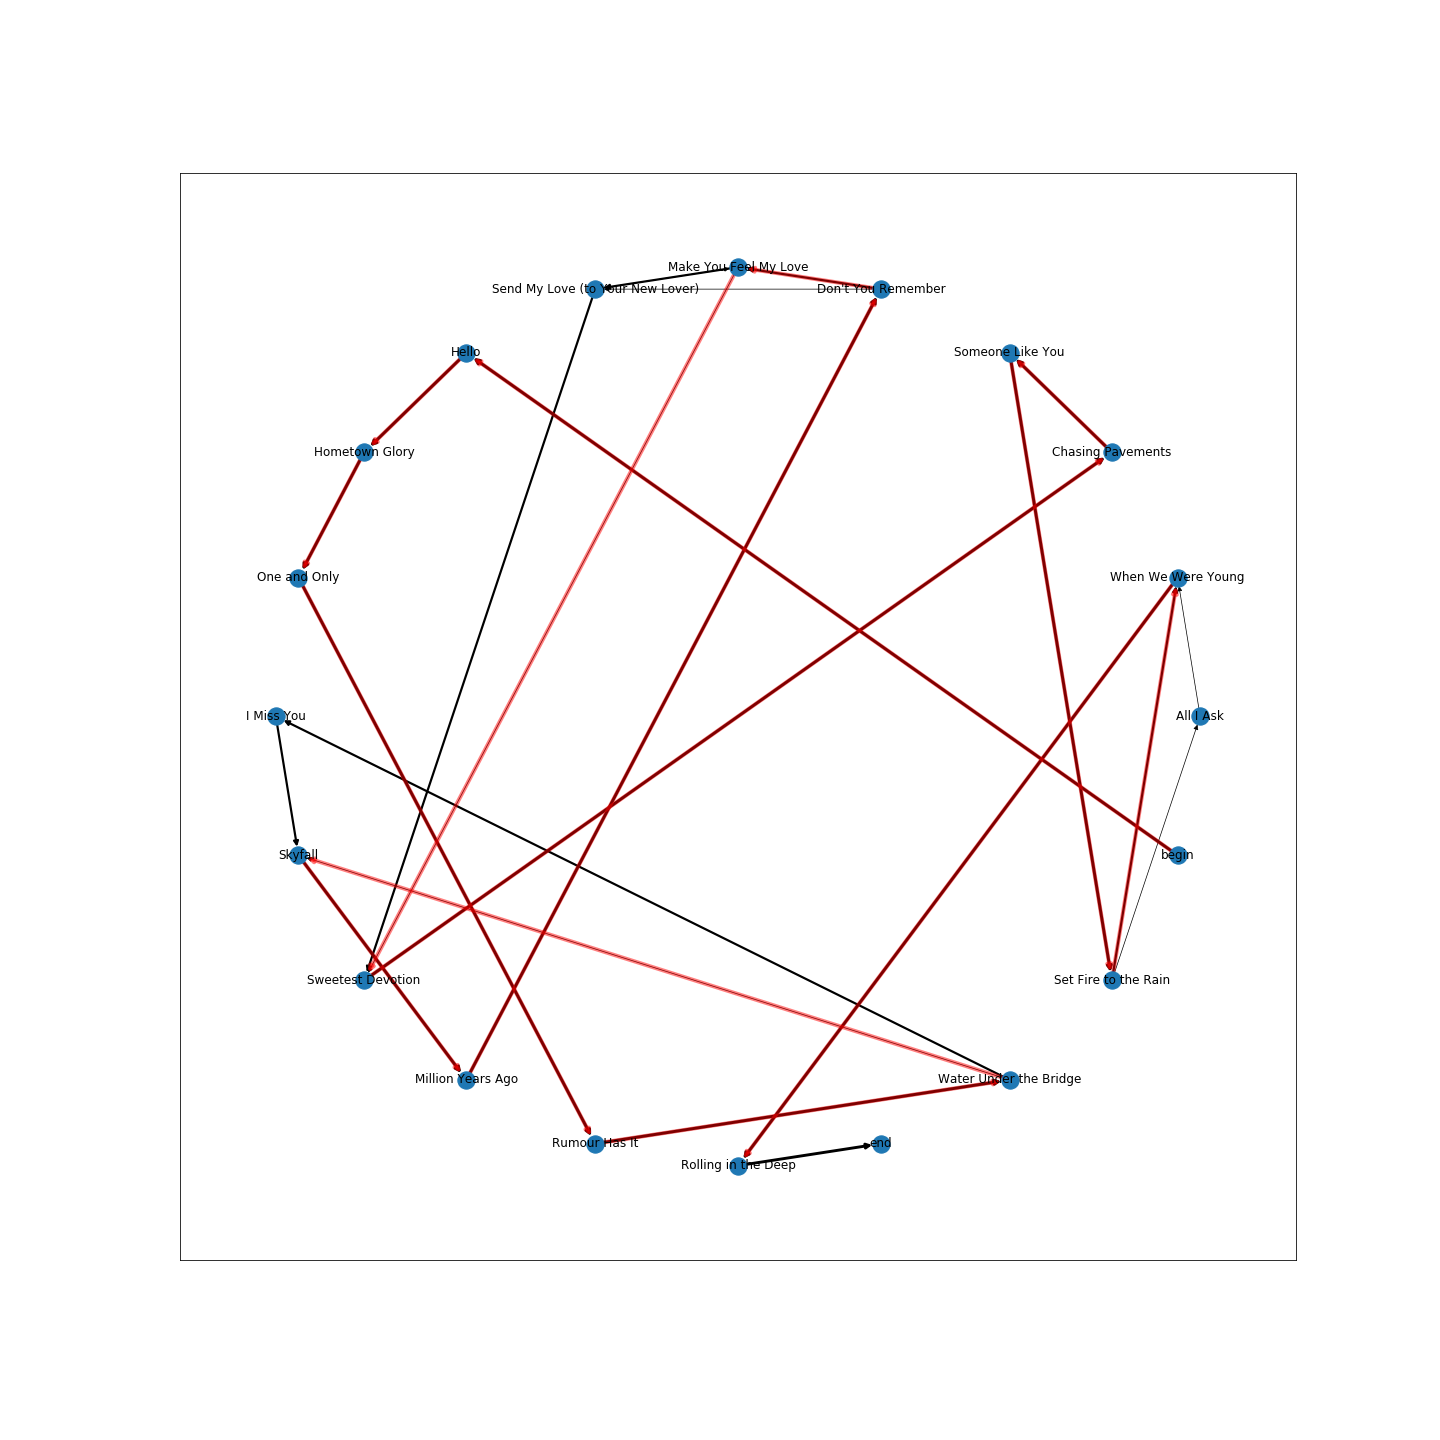 Make You Feel My Love
Send My Love (to Your New Lover)
Don't You Remember
Hello
Someone Like You
Hometown Glory
Chasing Pavements
One and Only
When We Were Young
I Miss You
All I Ask
Skyfall
begin
Sweetest Devotion
Set Fire to the Rain
Million Years Ago
Water Under the Bridge
Rumour Has It
end
Rolling in the Deep